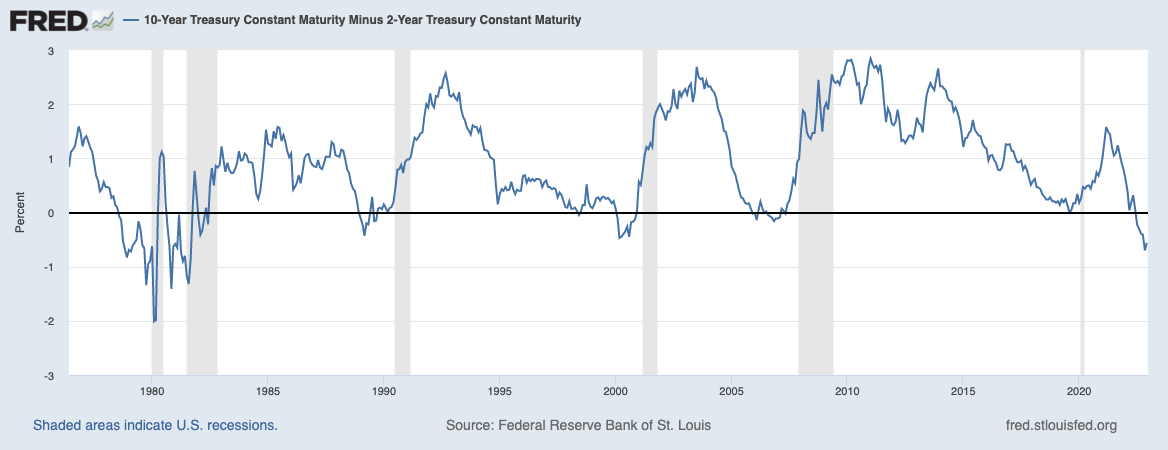 FRED 10-Year Treasury Constant Maturity Minus 2-Year Treasury Constant Maturity
3
2
1
0
-1
-2
-3
Percent
1980 1985 1990 1995 2000 2005 2010 2015 2020
Shaded areas indicate U.S. recessions. Source: Federal Reserve Bank of St. Louis fred.stlouisfed.org